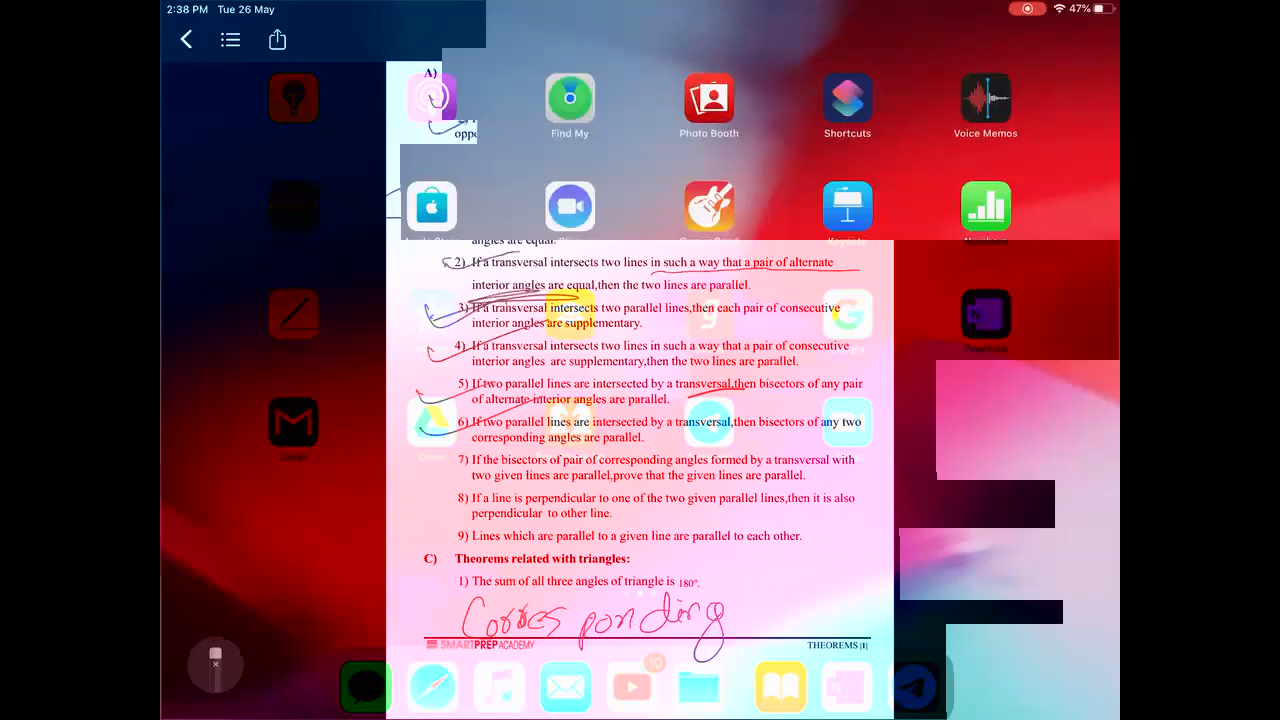 2:38 PM Tue 26 May
47%
A)
oppo
Find My
Photo Booth
Shortcuts
Voice Memos
angles are equal.
2) If a transversal intersects two lines in such a way that a pair of alternate
interior angles are equal,then the two lines are parallel.
3) If a transversal intersects two parallel lines,then each pair of consecutive
interior angles are supplementary.
4) If a transversal intersects two lines in such a way that a pair of consecutive
interior angles are supplementary,then the two lines are parallel.
5) If two parallel lines are intersected by a transversal,then bisectors of any pair
of alternate interior angles are parallel.
6) If two parallel lines are intersected by a transversal,then bisectors of any two
corresponding angles are parallel.
7) If the bisectors of pair of corresponding angles formed by a transversal with
two given lines are parallel,prove that the given lines are parallel.
8) If a line is perpendicular to one of the two given parallel lines,then it is also
perpendicular to other line.
9) Lines which are parallel to a given line are parallel to each other.
C) Theorems related with triangles:
1) The sum of all three angles of triangle is 180°.
Corresponding
SMARTPREP ACADEMY
THEOREMS |1|